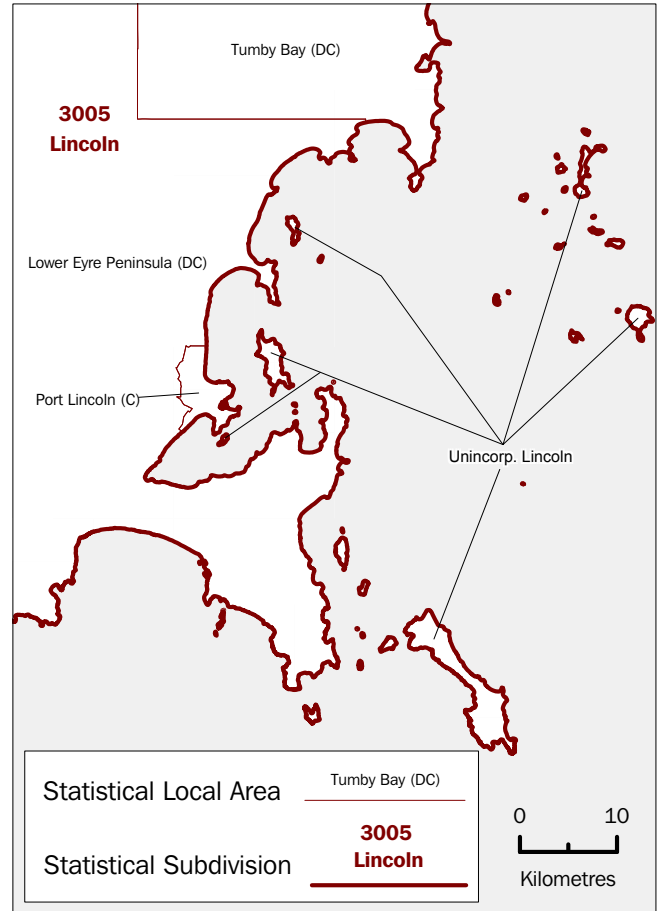 Tumby Bay (DC)
3005
Lincoln
Lower Eyre Peninsula (DC)
Port Lincoln (C)
Unincorp. Lincoln
Statistical Local Area
Tumby Bay (DC)
Statistical Subdivision
3005
Lincoln
0 10
Kilometres